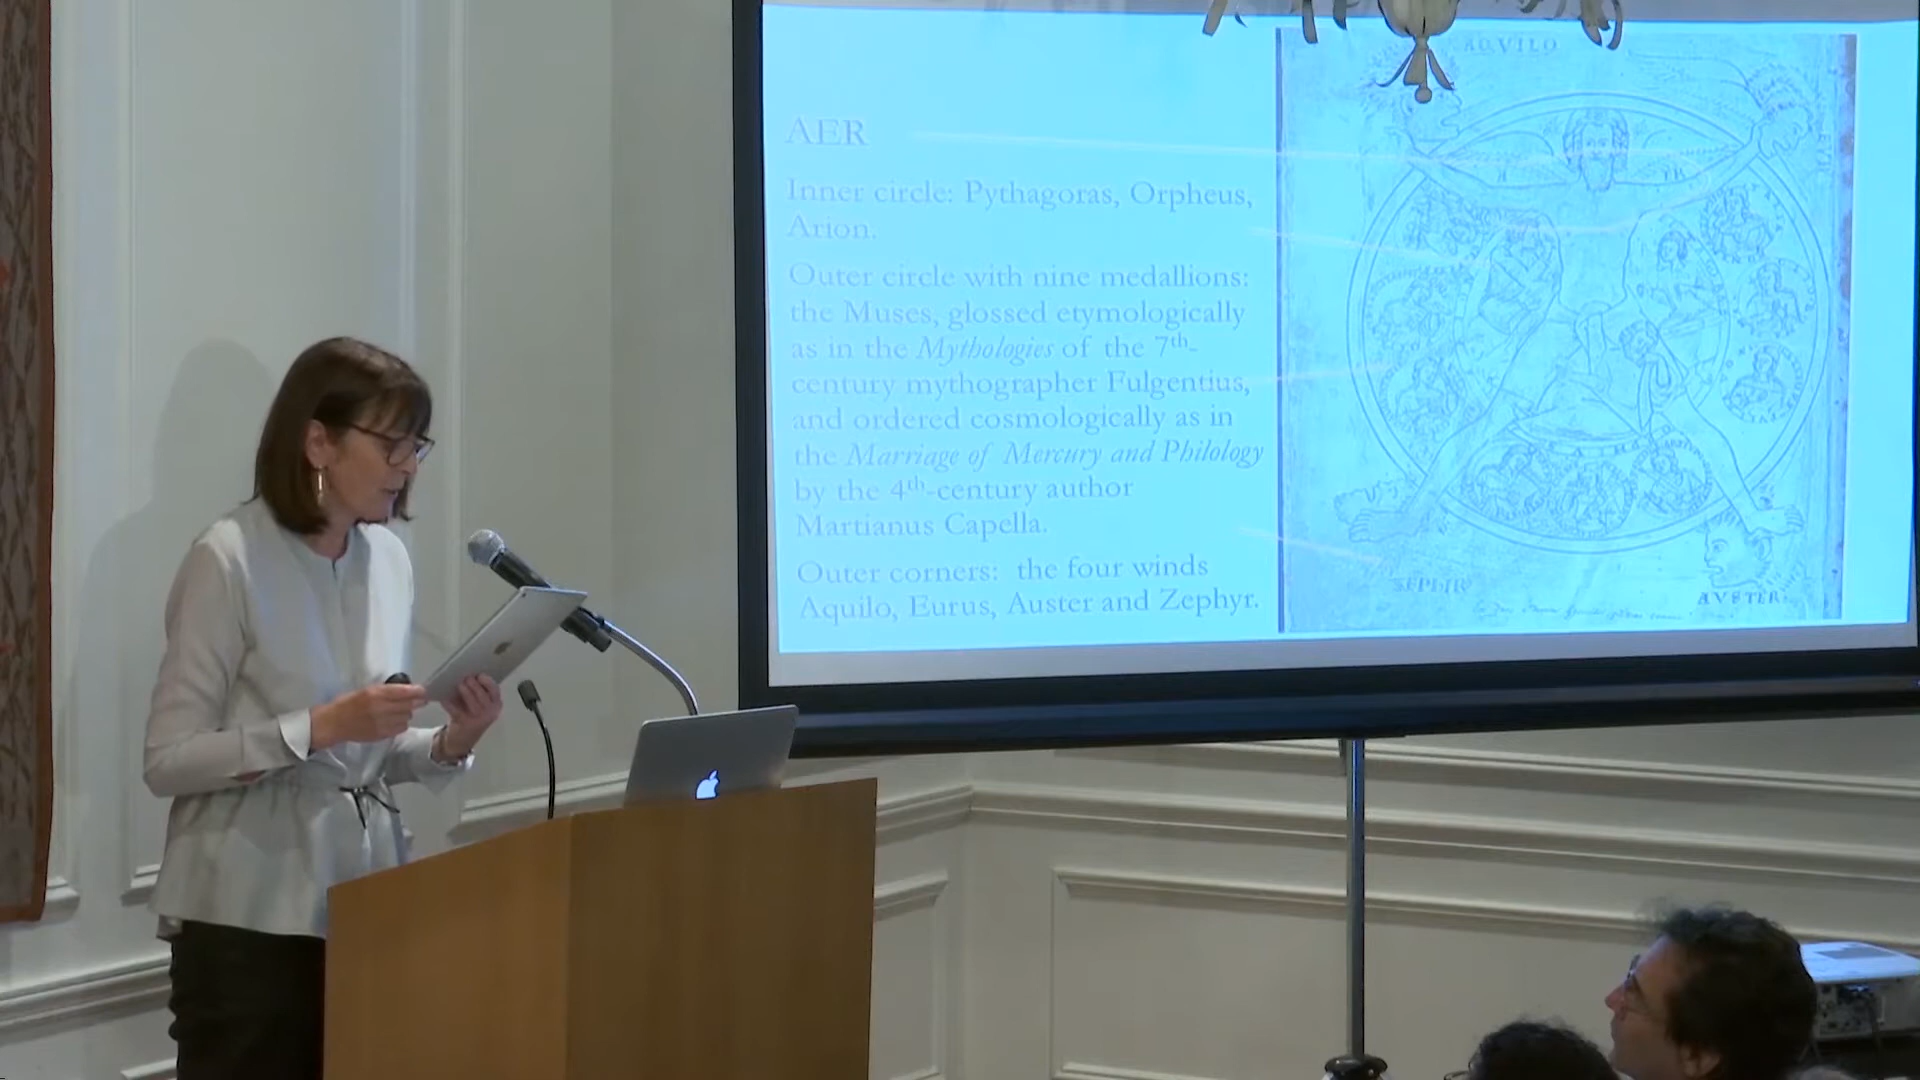 AER
Inner circle: Pythagoras, Orpheus,
Arion.
Outer circle with nine medallions:
the Muses, glossed etymologically
as in the Mythologies of the 7th-
century mythographer Fulgentius,
and ordered cosmologically as in
the Marriage of Mercury and Philology
by the 4th-century author
Martianus Capella.
Outer corners: the four winds
Aquilo, Eurus, Auster and Zephyr.
AQVILO
ZEPHIR
AVSTER